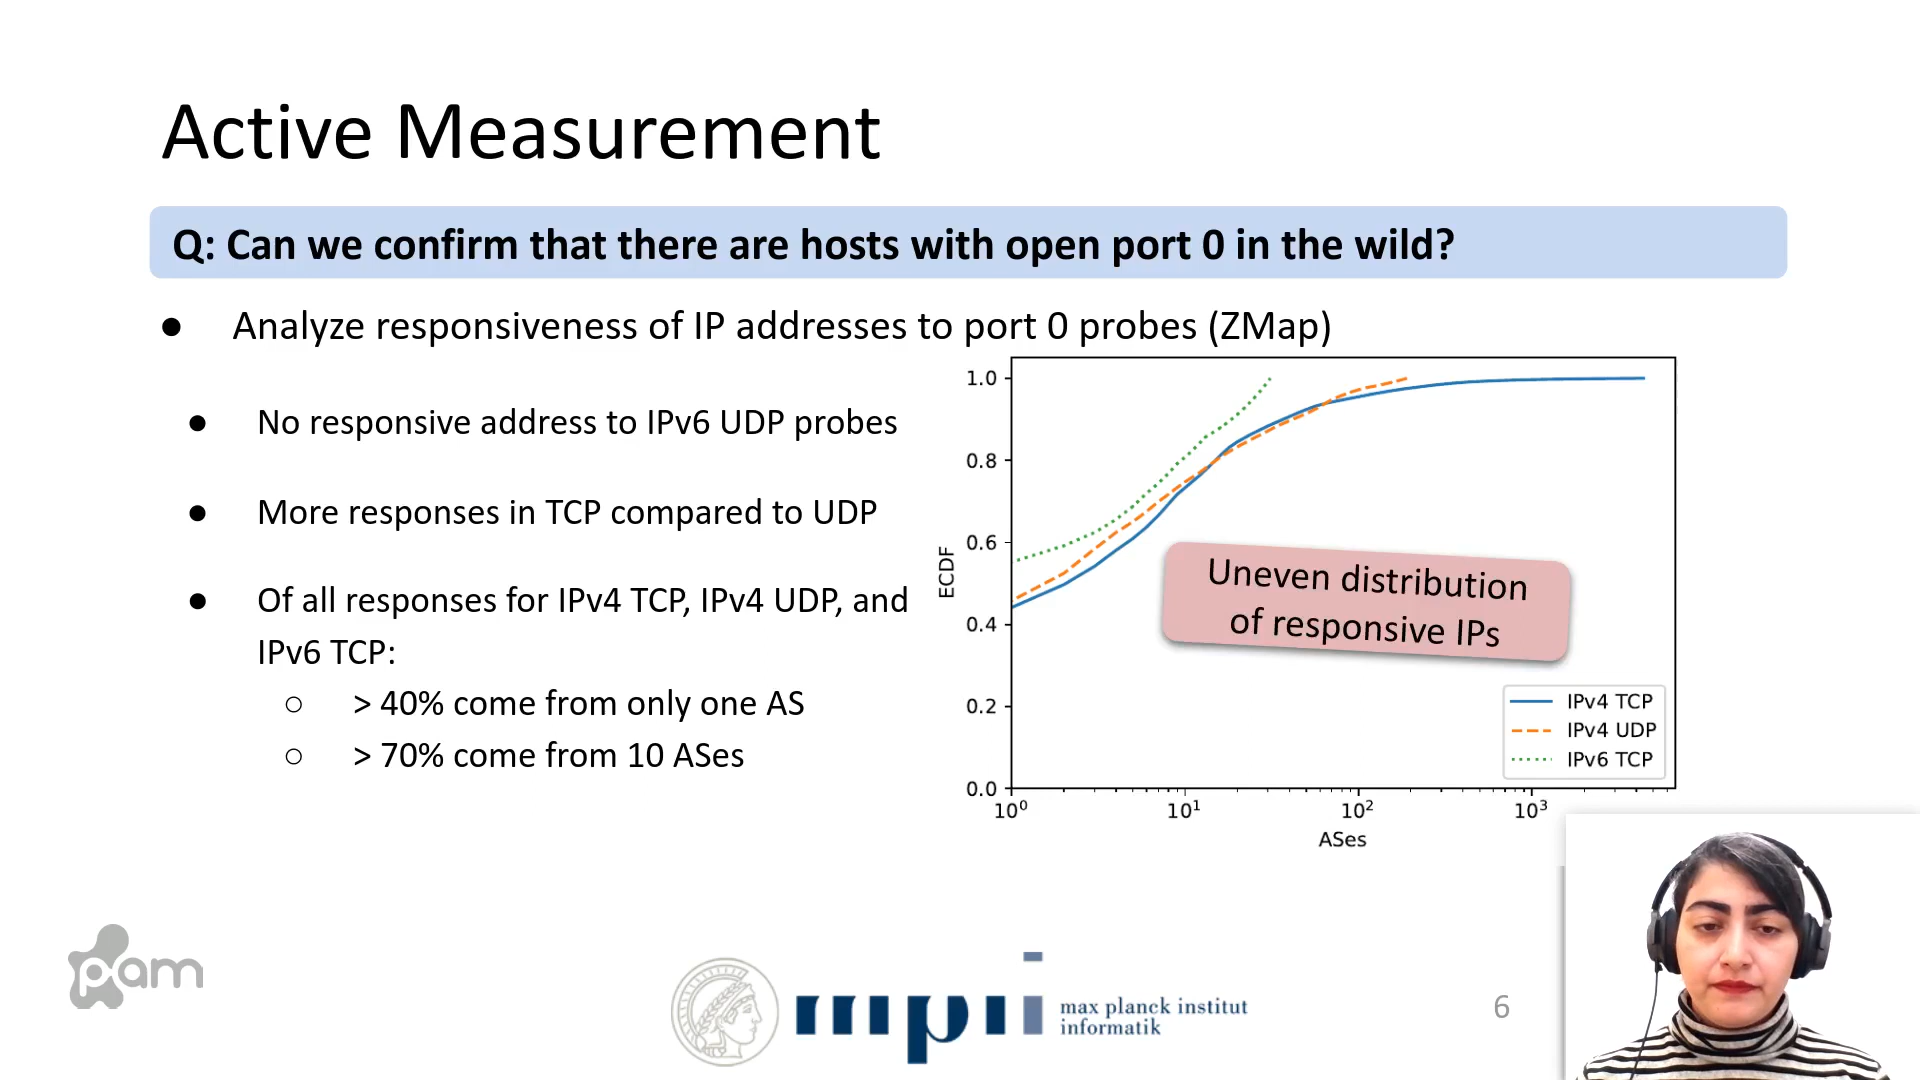 Active Measurement
Q: Can we confirm that there are hosts with open port 0 in the wild?
● Analyze responsiveness of IP addresses to port 0 probes (ZMap)
● No responsive address to IPv6 UDP probes
● More responses in TCP compared to UDP
● Of all responses for IPv4 TCP, IPv4 UDP, and
IPv6 TCP:
○ > 40% come from only one AS
○ > 70% come from 10 ASes
1.0
0.8
0.6
0.4
0.2
0.0
ECDF
Uneven distribution
of responsive IPs
IPv4 TCP
IPv4 UDP
IPv6 TCP
10⁰ 10¹ 10² 10³
ASes
pam
mpi
max planck institut
informatik
6